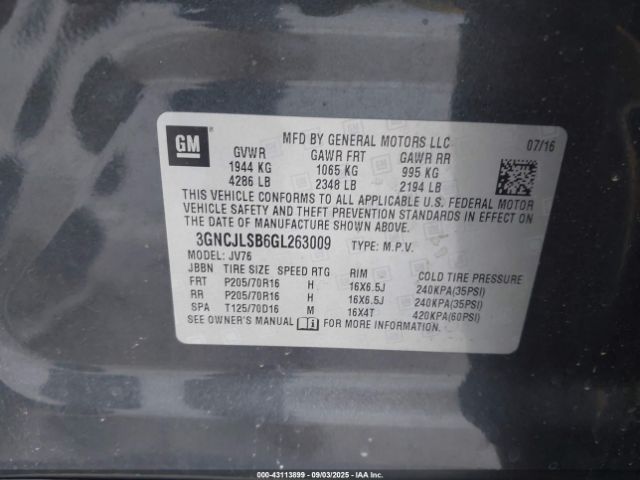 GM
MFD BY GENERAL MOTORS LLC 07/16
GVWR GAWR FRT GAWR RR
1944 KG 1065 KG 995 KG
4286 LB 2348 LB 2194 LB
THIS VEHICLE CONFORMS TO ALL APPLICABLE U.S. FEDERAL MOTOR
VEHICLE SAFETY AND THEFT PREVENTION STANDARDS IN EFFECT ON
THE DATE OF MANUFACTURE SHOWN ABOVE.
3GNCJLSB6GL263009 TYPE: M.P.V.
MODEL: JV76
JBBN TIRE SIZE SPEED RTG RIM COLD TIRE PRESSURE
FRT P205/70R16 H 16X6.5J 240KPA(35PSI)
RR P205/70R16 H 16X6.5J 240KPA(35PSI)
SPA T125/70D16 M 16X4T 420KPA(60PSI)
SEE OWNER'S MANUAL FOR MORE INFORMATION.
000-43113899 - 09/03/2025 - IAA Inc.